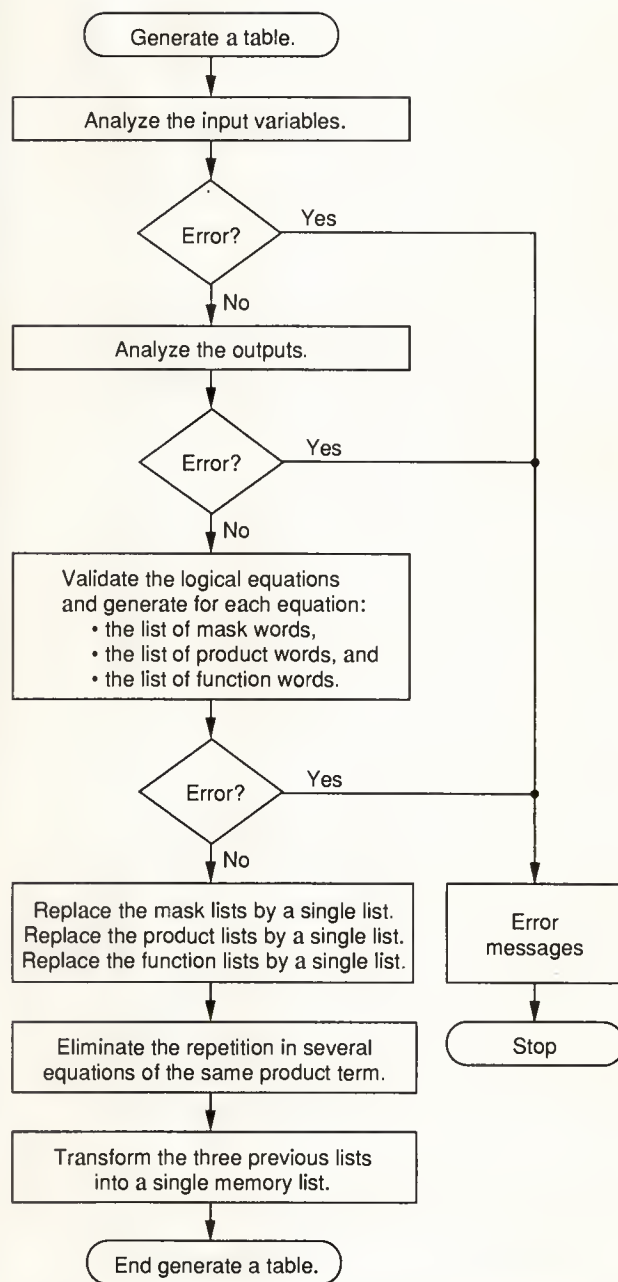 Generate a table.
Analyze the input variables.
Error?
Yes
No
Analyze the outputs.
Error?
Yes
No
Validate the logical equations
and generate for each equation:
• the list of mask words,
• the list of product words, and
• the list of function words.
Error?
Yes
No
Replace the mask lists by a single list.
Replace the product lists by a single list.
Replace the function lists by a single list.
Error
messages
Eliminate the repetition in several
equations of the same product term.
Stop
Transform the three previous lists
into a single memory list.
End generate a table.